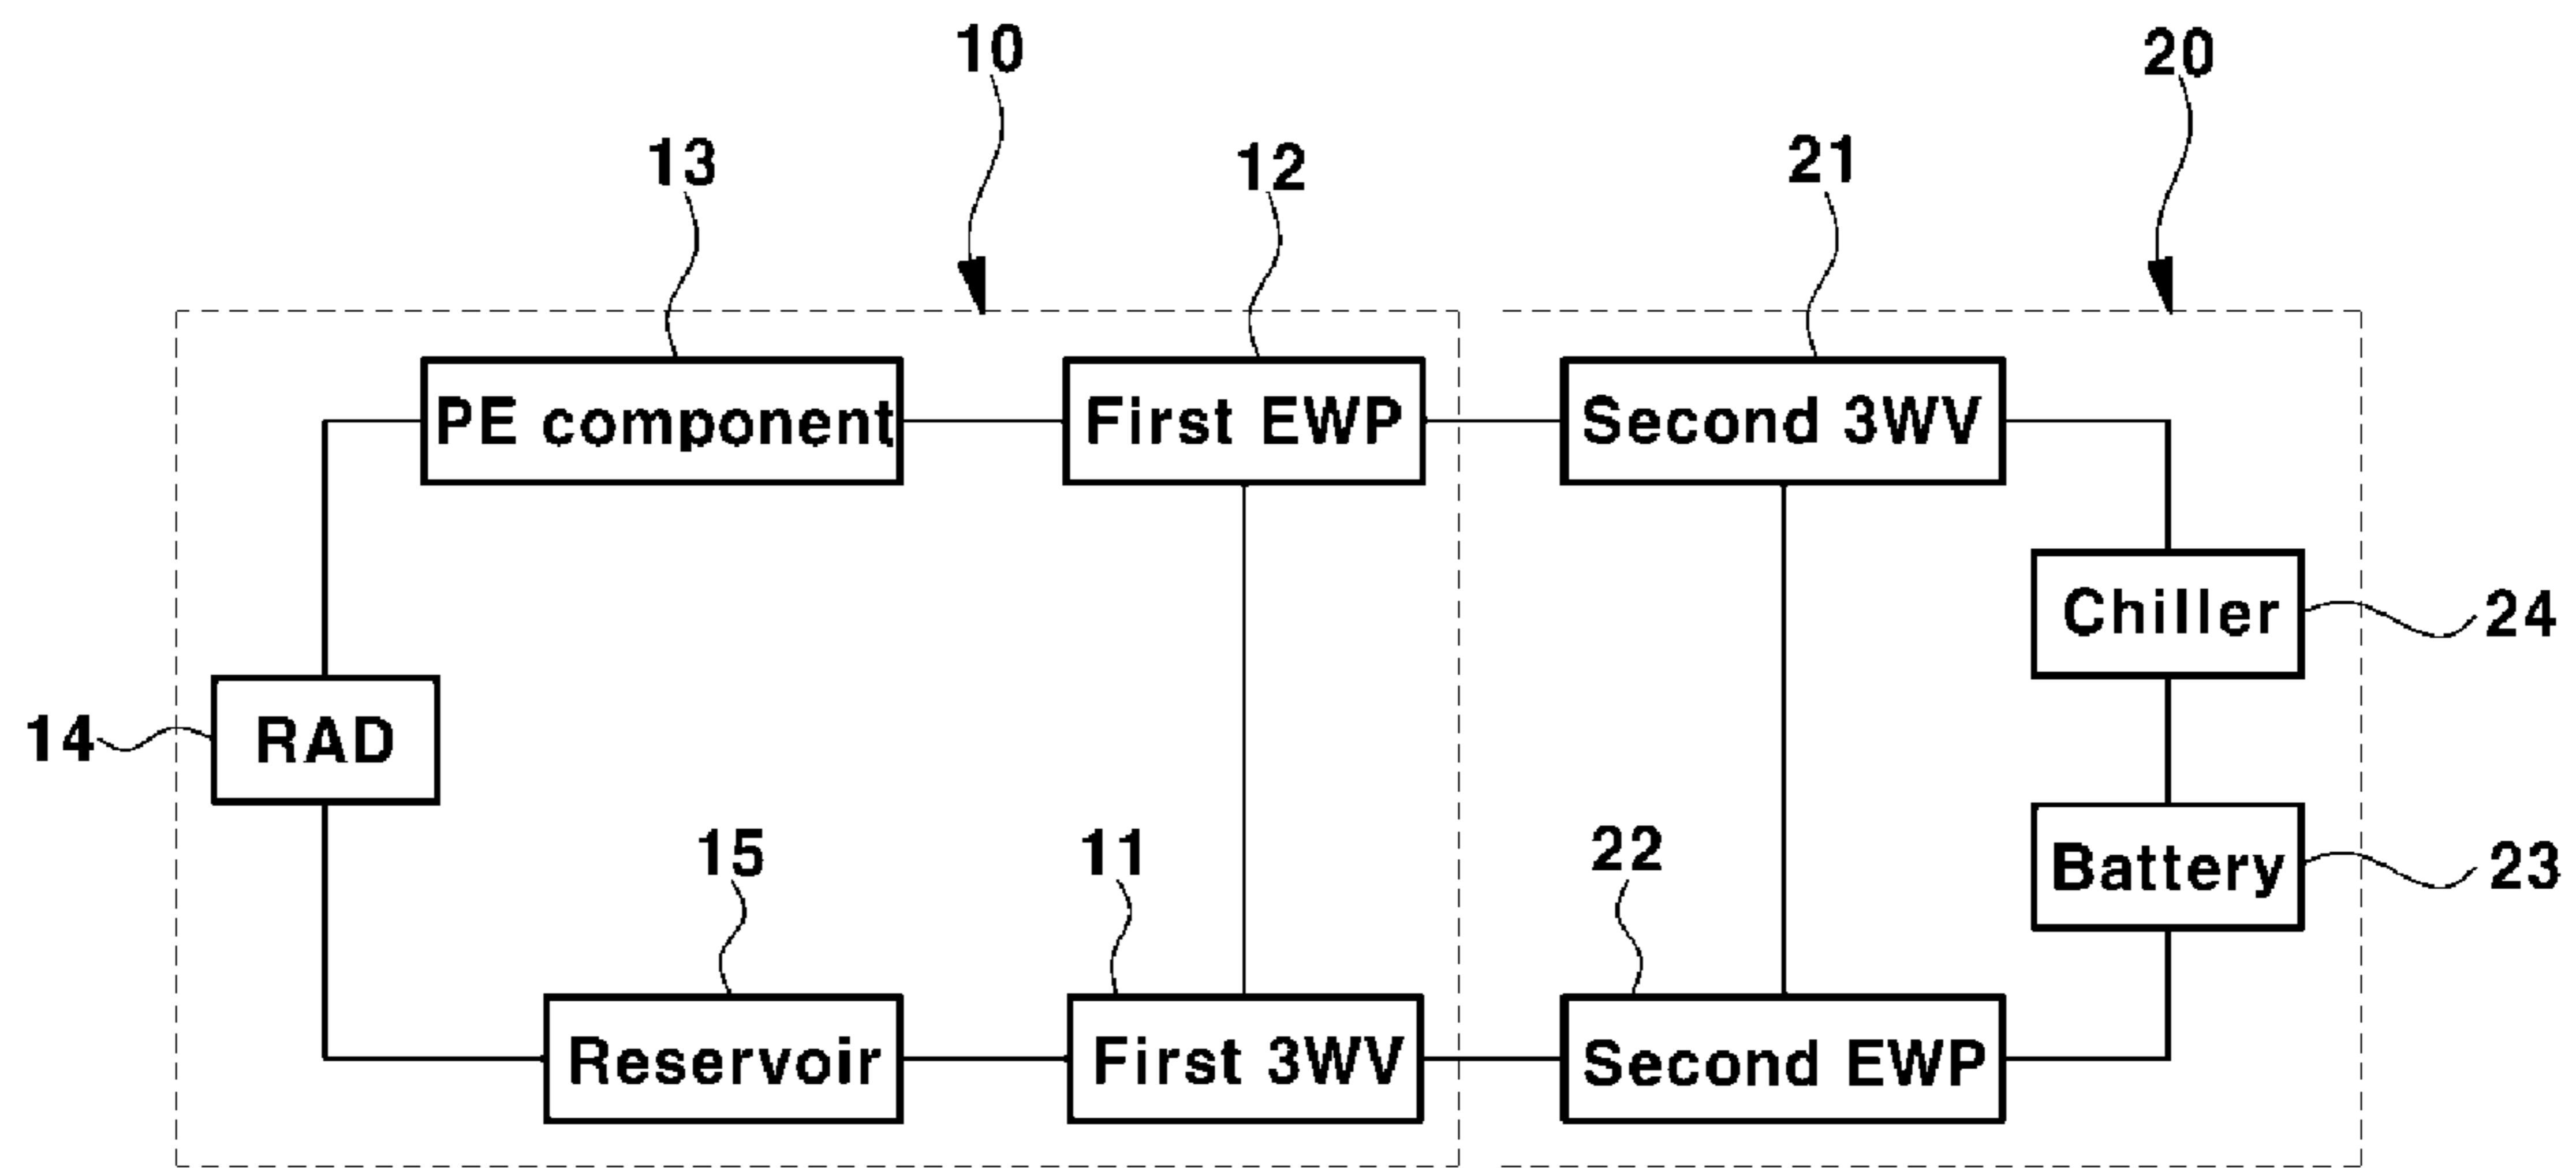 10
20
13
12
21
PE component
First EWP
Second 3WV
Chiller
24
14
RAD
15
11
22
Battery
23
Reservoir
First 3WV
Second EWP